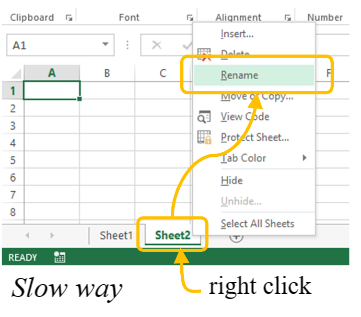 Clipboard Font Alignment Number
A1
Insert...
Delete...
Rename
Move or Copy...
View Code
Protect Sheet...
Tab Color
Hide
Unhide...
Select All Sheets
A B C F
1
2
3
4
5
6
7
8
Sheet1 Sheet2
READY
Slow way right click